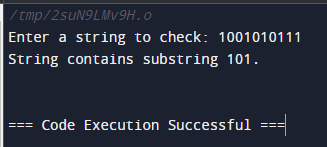 /tmp/2suN9LMv9H.o
Enter a string to check: 1001010111
String contains substring 101.
=== Code Execution Successful ===